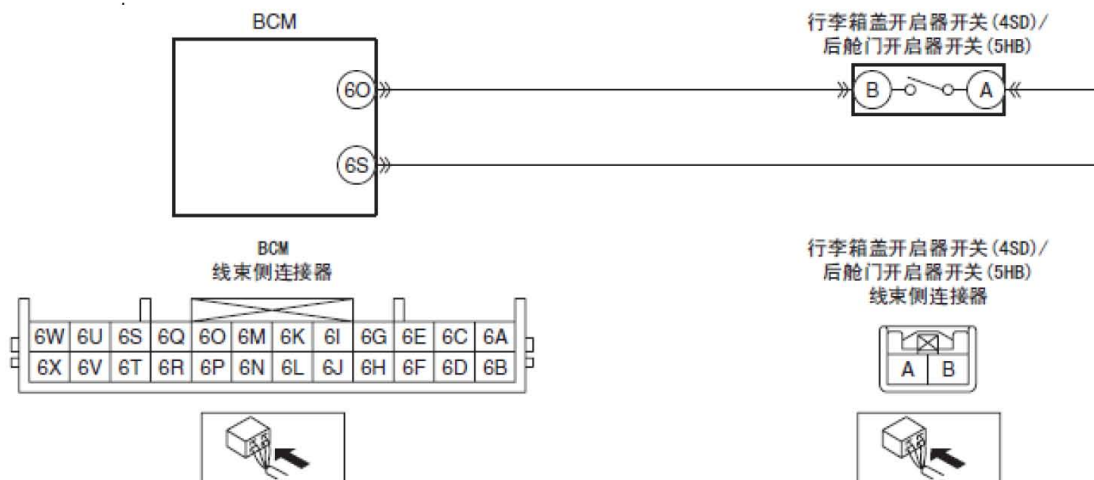 BCM
行李箱盖开启器开关(4SD)/
后舱门开启器开关(5HB)
6O
B
A
6S
BCM
线束侧连接器
行李箱盖开启器开关(4SD)/
后舱门开启器开关(5HB)
线束侧连接器
6W 6U 6S 6Q 6O 6M 6K 6I 6G 6E 6C 6A
6X 6V 6T 6R 6P 6N 6L 6J 6H 6F 6D 6B
A B